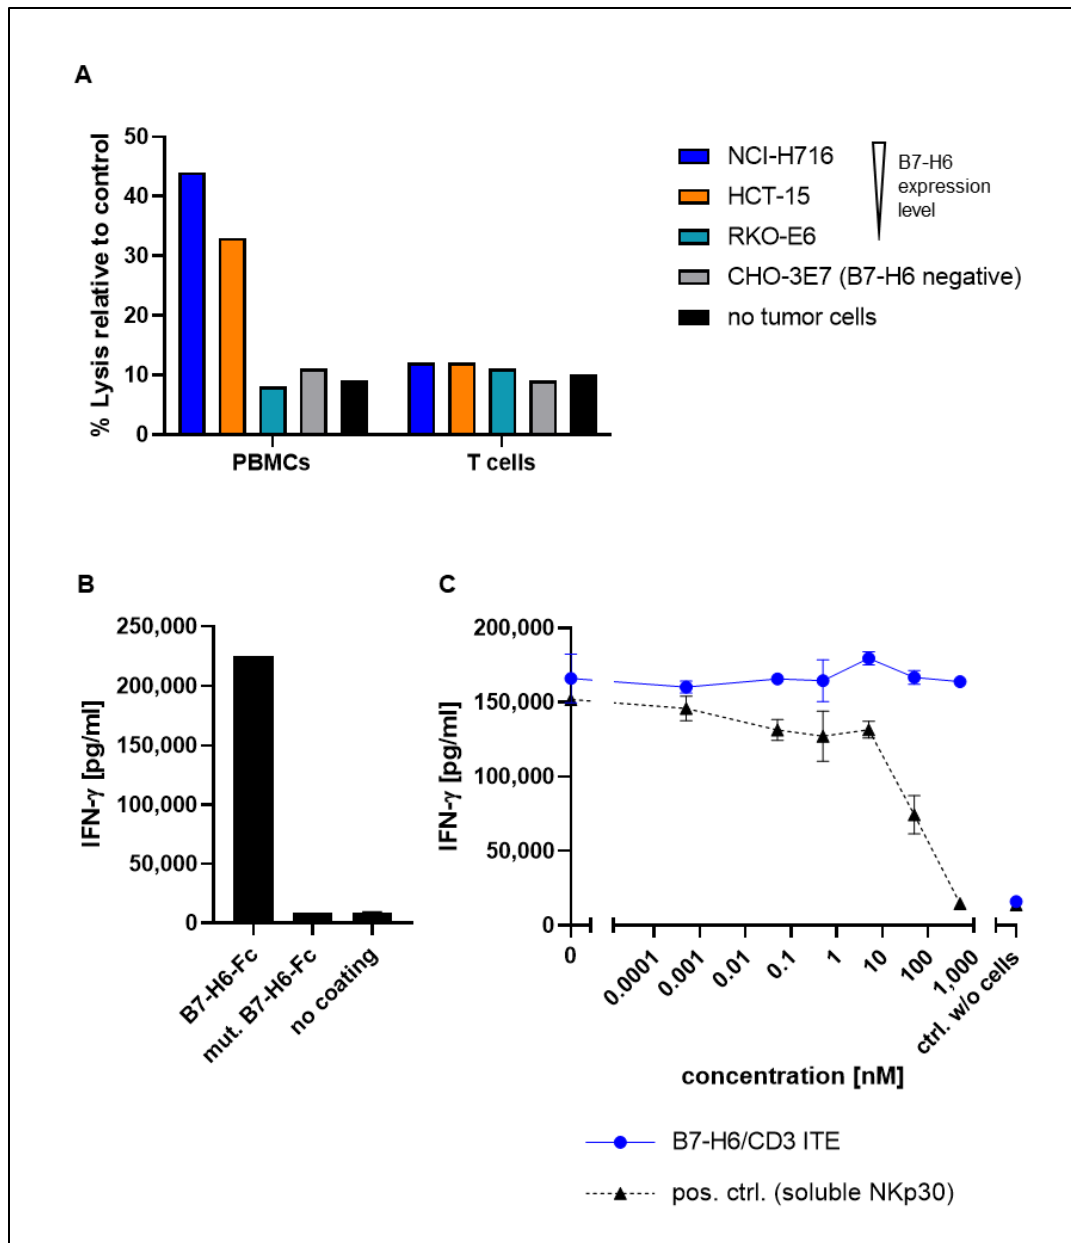 A
% Lysis relative to control
50
40
30
20
10
0
PBMCs
T cells
NCI-H716
HCT-15
RKO-E6
CHO-3E7 (B7-H6 negative)
no tumor cells
B7-H6
expression
level
B
IFN-γ [pg/ml]
250,000
200,000
150,000
100,000
50,000
0
B7-H6-Fc
mut. B7-H6-Fc
no coating
C
IFN-γ [pg/ml]
200,000
150,000
100,000
50,000
0
0
0.0001
0.001
0.01
0.1
1
10
100
1,000
ctrl. w/o cells
concentration [nM]
B7-H6/CD3 ITE
pos. ctrl. (soluble NKp30)